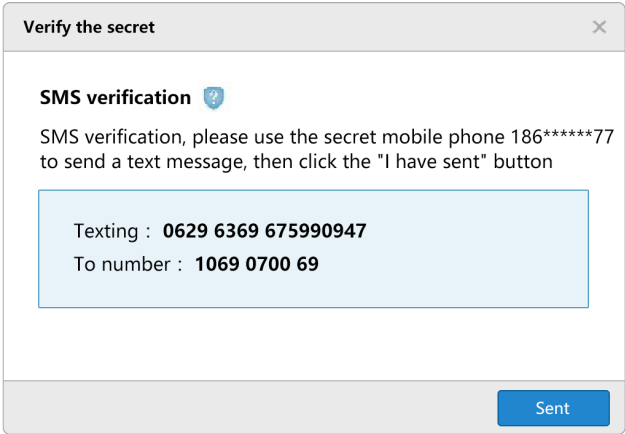 Verify the secret
SMS verification
SMS verification, please use the secret mobile phone 186******77
to send a text message, then click the "I have sent" button
Texting : 0629 6369 675990947
To number : 1069 0700 69
Sent